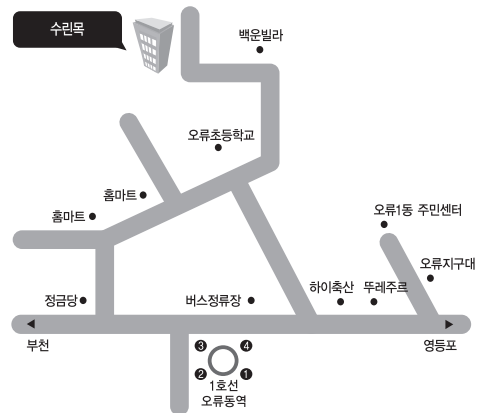 수린목
백운빌라
오류초등학교
홈마트
홈마트
오류1동 주민센터
오류지구대
정금당
버스정류장
하이축산
뚜레주르
부천
영등포
3
4
2
1
1호선
오류동역